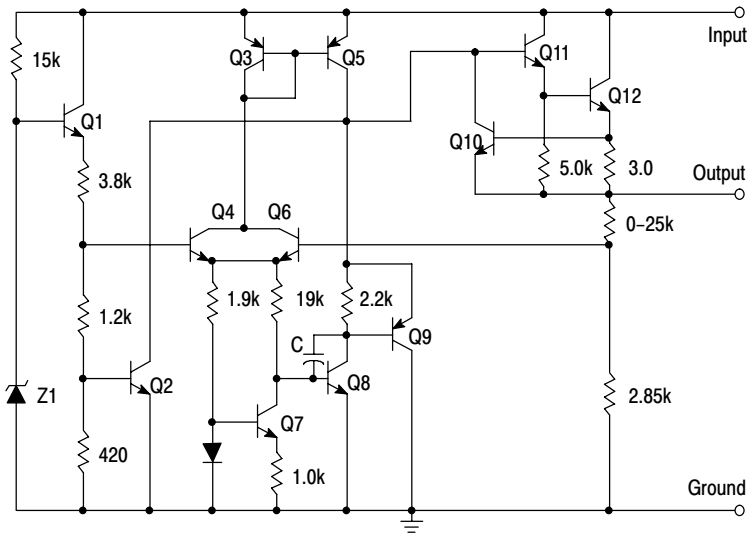 Input
15k
Q3
Q5
Q11
Q12
Q1
Q10
3.8k
5.0k
3.0
Output
Q4
Q6
0–25k
1.9k
19k
2.2k
1.2k
C
Q9
Q2
Q8
Z1
2.85k
Q7
420
1.0k
Ground